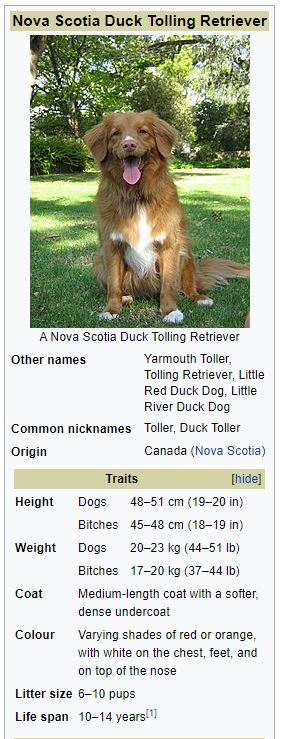 Nova Scotia Duck Tolling Retriever
A Nova Scotia Duck Tolling Retriever
Other names Yarmouth Toller,
Tolling Retriever, Little
Red Duck Dog, Little
River Duck Dog
Common nicknames Toller, Duck Toller
Origin Canada (Nova Scotia)
Traits [hide]
Height Dogs 48–51 cm (19–20 in)
Bitches 45–48 cm (18–19 in)
Weight Dogs 20–23 kg (44–51 lb)
Bitches 17–20 kg (37–44 lb)
Coat Medium-length coat with a softer,
dense undercoat
Colour Varying shades of red or orange,
with white on the chest, feet, and
on top of the nose
Litter size 6–10 pups
Life span 10–14 years[1]